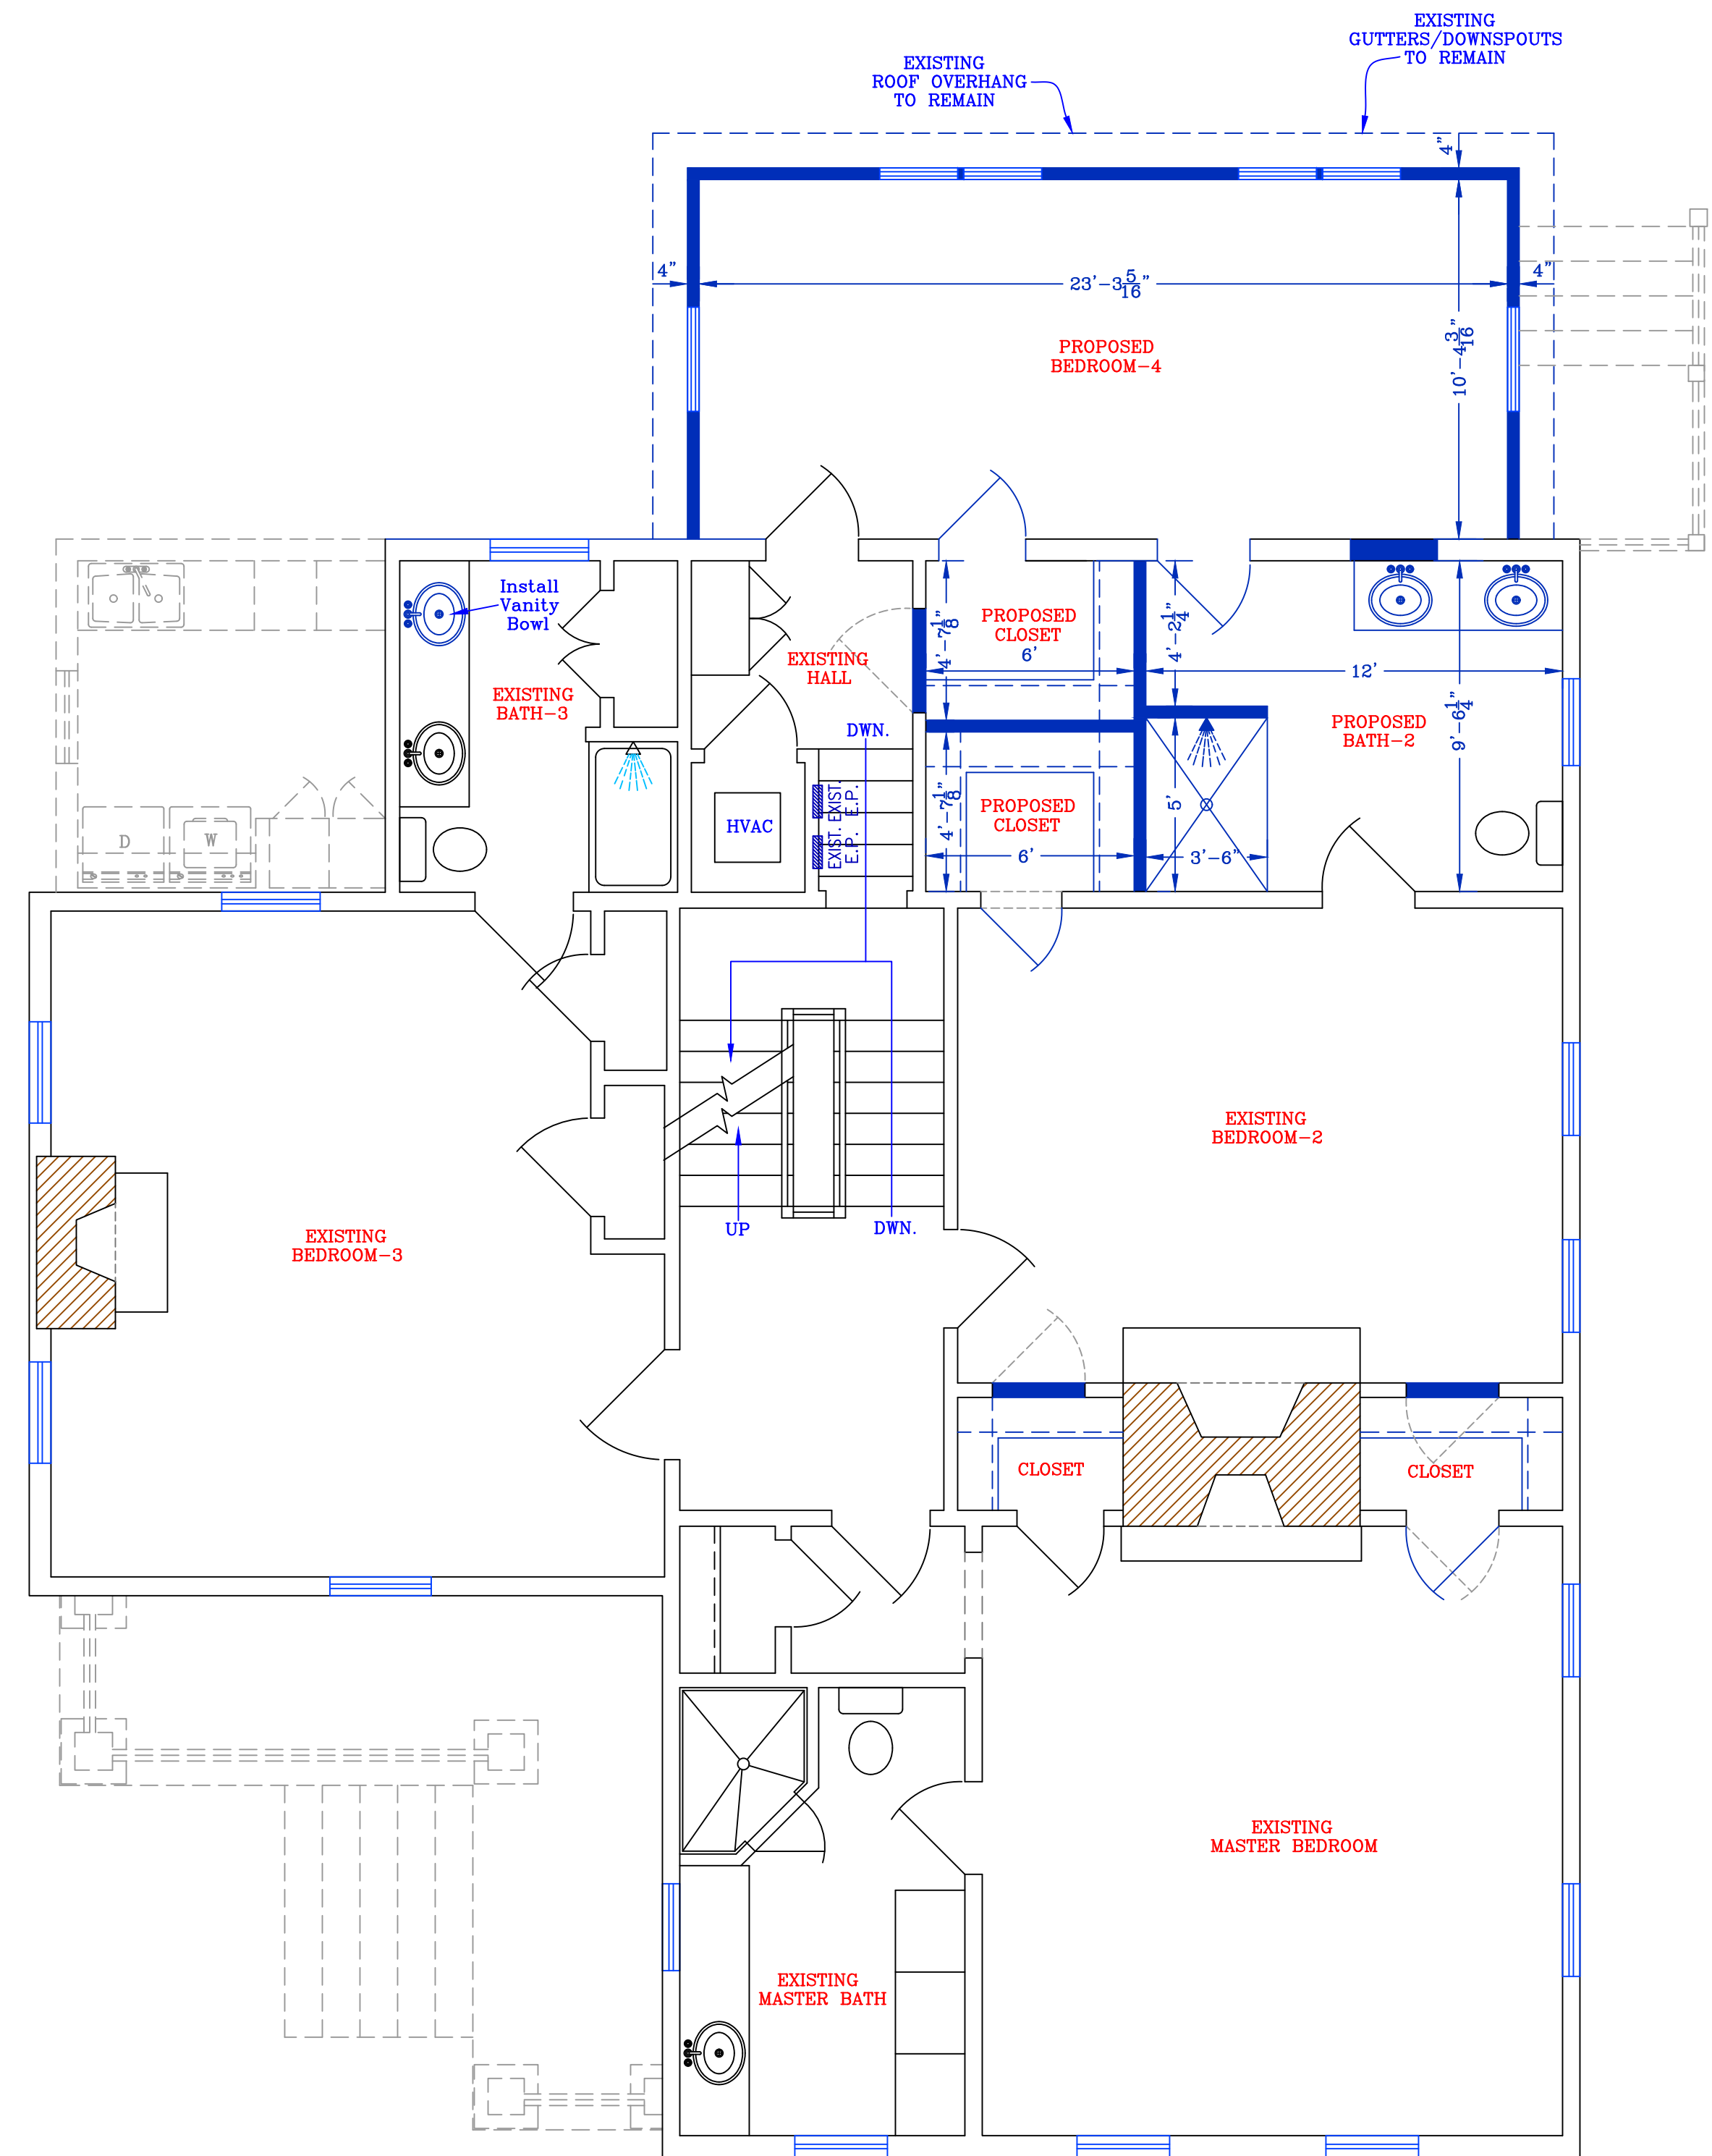 EXISTING
GUTTERS/DOWNSPOUTS
TO REMAIN
EXISTING
ROOF OVERHANG
TO REMAIN
4"
4"
23'-3 5/16"
4"
10'-4 3/16"
PROPOSED
BEDROOM-4
Install
Vanity
Bowl
EXISTING
BATH-3
EXISTING
HALL
4'-7 1/8"
PROPOSED
CLOSET
6'
4'-2 1/4"
12'
9'-6 1/4"
PROPOSED
BATH-2
DWN.
HVAC
EXIST.
E.P.
EXIST.
E.P.
4'-7 1/8"
PROPOSED
CLOSET
6'
5'
3'-6"
D
W
EXISTING
BEDROOM-2
UP
DWN.
EXISTING
BEDROOM-3
CLOSET
CLOSET
EXISTING
MASTER BEDROOM
EXISTING
MASTER BATH